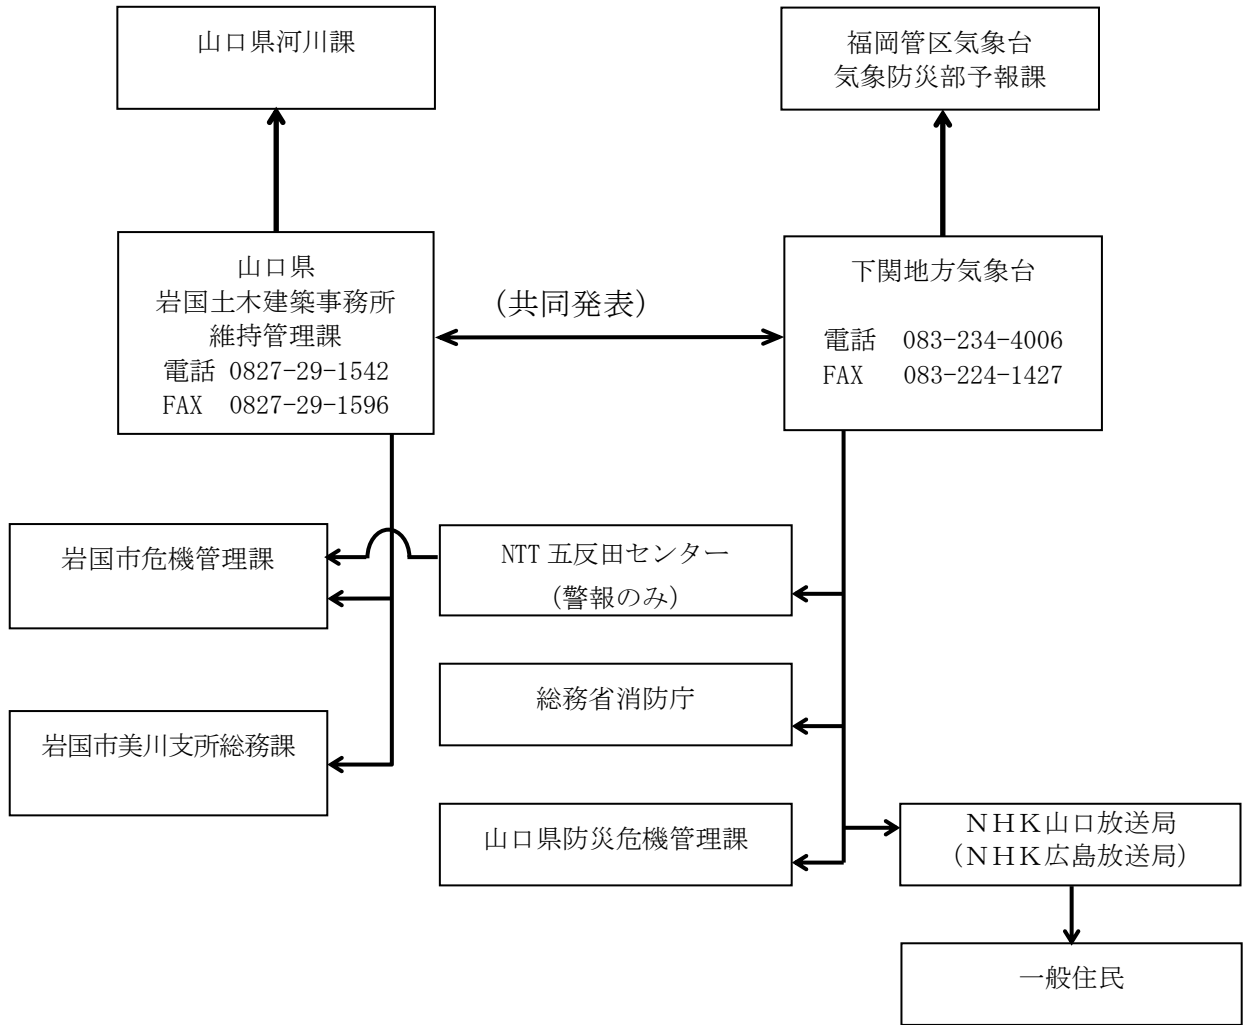 山口県河川課
福岡管区気象台
気象防災部予報課
山口県
岩国土木建築事務所
維持管理課
電話 0827-29-1542
FAX 0827-29-1596
(共同発表)
下関地方気象台
電話 083-234-4006
FAX 083-224-1427
岩国市危機管理課
NTT 五反田センター
(警報のみ)
総務省消防庁
岩国市美川支所総務課
山口県防災危機管理課
NHK山口放送局
(NHK広島放送局)
一般住民